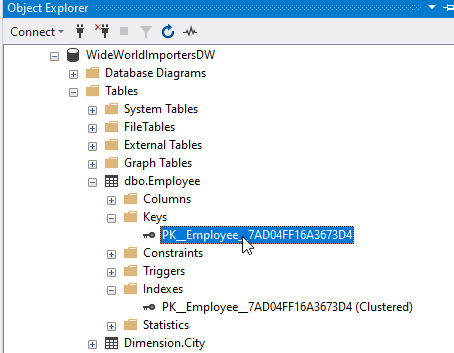 Object Explorer
Connect
WideWorldImportersDW
Database Diagrams
Tables
System Tables
FileTables
External Tables
Graph Tables
dbo.Employee
Columns
Keys
PK__Employee__7AD04FF16A3673D4
Constraints
Triggers
Indexes
PK__Employee__7AD04FF16A3673D4 (Clustered)
Statistics
Dimension.City